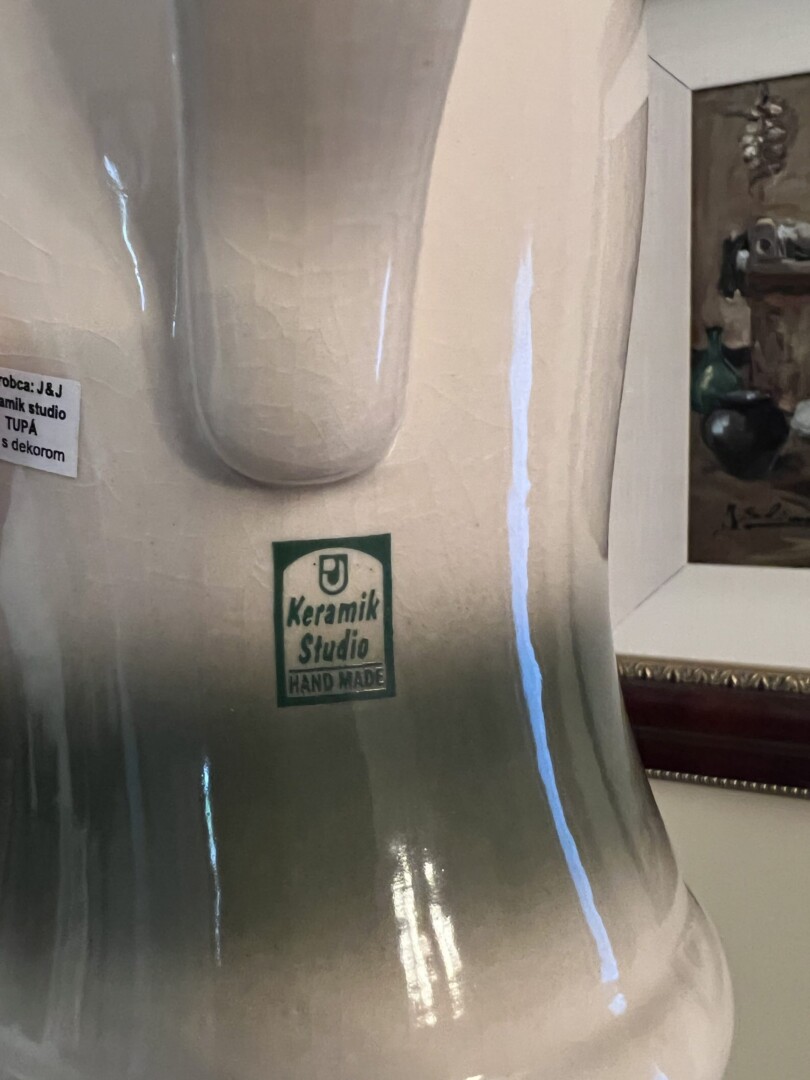 robca: J&J
amik studio
TUPÁ
s dekorom
Keramik
Studio
HAND MADE